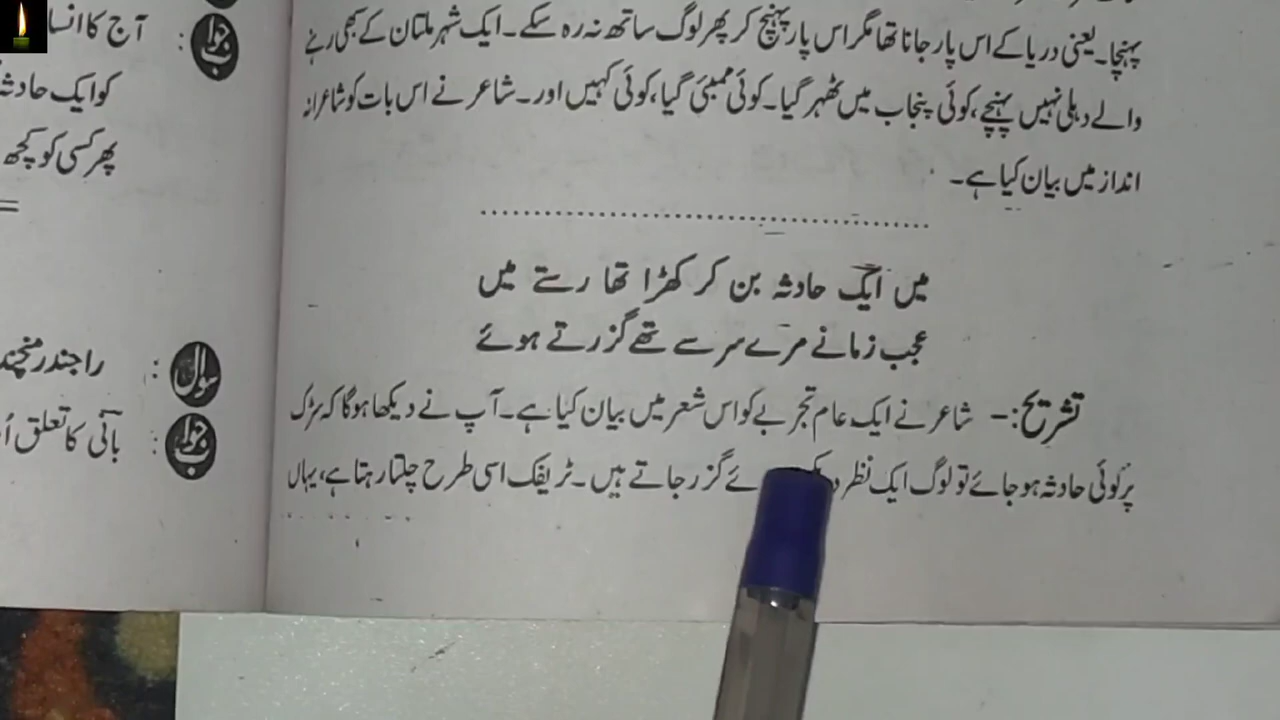 پہنچا۔ یعنی دریا کے اس پار جانا تھا مگر اس پار پہنچ کر پھر لوگ ساتھ نہ رہ سکے۔ ایک شہر ملتان کے سبھی رہنے
والے دہلی نہیں پہنچے، کوئی پنجاب میں ٹھہر گیا۔ کوئی ممبئی گیا، کوئی کہیں اور۔ شاعر نے اس بات کو شاعرانہ
انداز میں بیان کیا ہے۔
میں ایک حادثہ بن کر کھڑا تھا رستے میں
عجب زمانے مرے سر سے تھے گزرتے ہوئے
تشریح:- شاعر نے ایک عام تجربے کو اس شعر میں بیان کیا ہے۔ آپ نے دیکھا ہوگا کہ سڑک
پر کوئی حادثہ ہو جائے تو لوگ ایک نظر گزر جاتے ہیں۔ ٹریفک اسی طرح چلتا رہتا ہے، یہاں
جواب : آج کا انسا
کو ایک حادثہ
پھر کسی کو کچھ
سوال : راجندر منچند
جواب : بانی کا تعلق